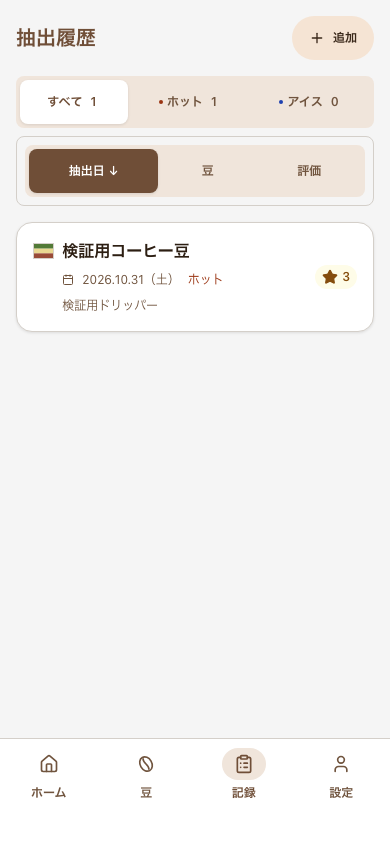 抽出履歴
追加
すべて 1
ホット 1
アイス 0
抽出日 ↓
豆
評価
検証用コーヒー豆
2026.10.31（土） ホット
3
検証用ドリッパー
ホーム
豆
記録
設定